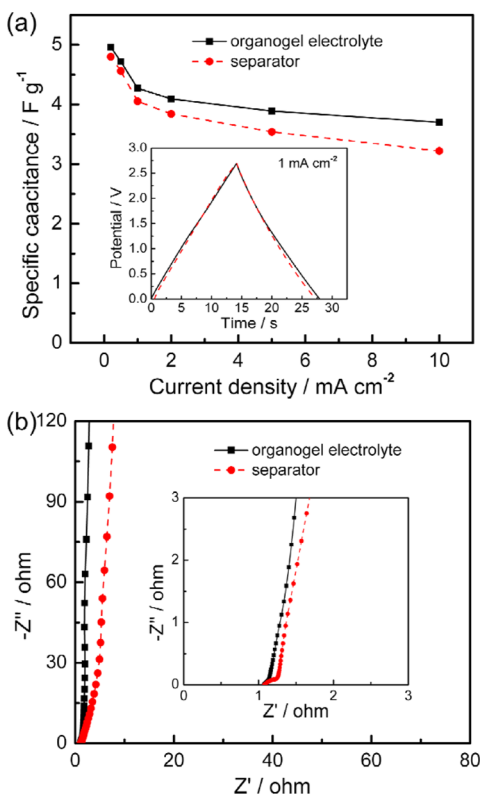 (a)
organogel electrolyte
separator
Specific caacitance / F g⁻¹
5
4
3
2
1
0
1 mA cm⁻²
Potential / V
3.0
2.5
2.0
1.5
1.0
0.5
0.0
0 5 10 15 20 25 30
Time / s
0 2 4 6 8 10
Current density / mA cm⁻²
(b)
organogel electrolyte
separator
-Z" / ohm
120
90
60
30
0
-Z" / ohm
3
2
1
0
0 1 2 3
Z' / ohm
0 20 40 60 80
Z' / ohm